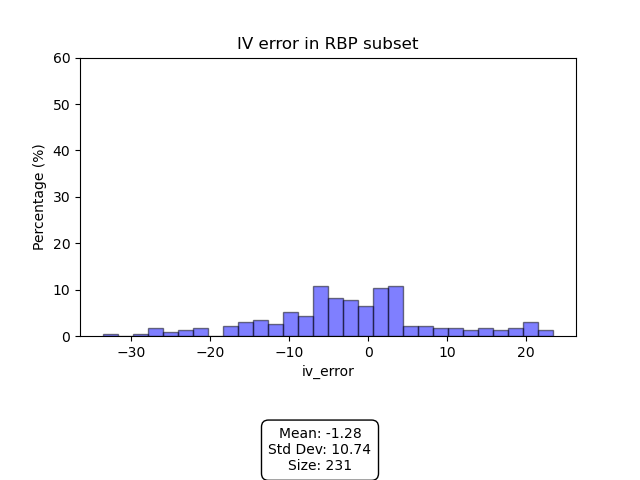 IV error in RBP subset
60
50
40
30
20
10
0
Percentage (%)
−30 −20 −10 0 10 20
iv_error
Mean: -1.28
Std Dev: 10.74
Size: 231